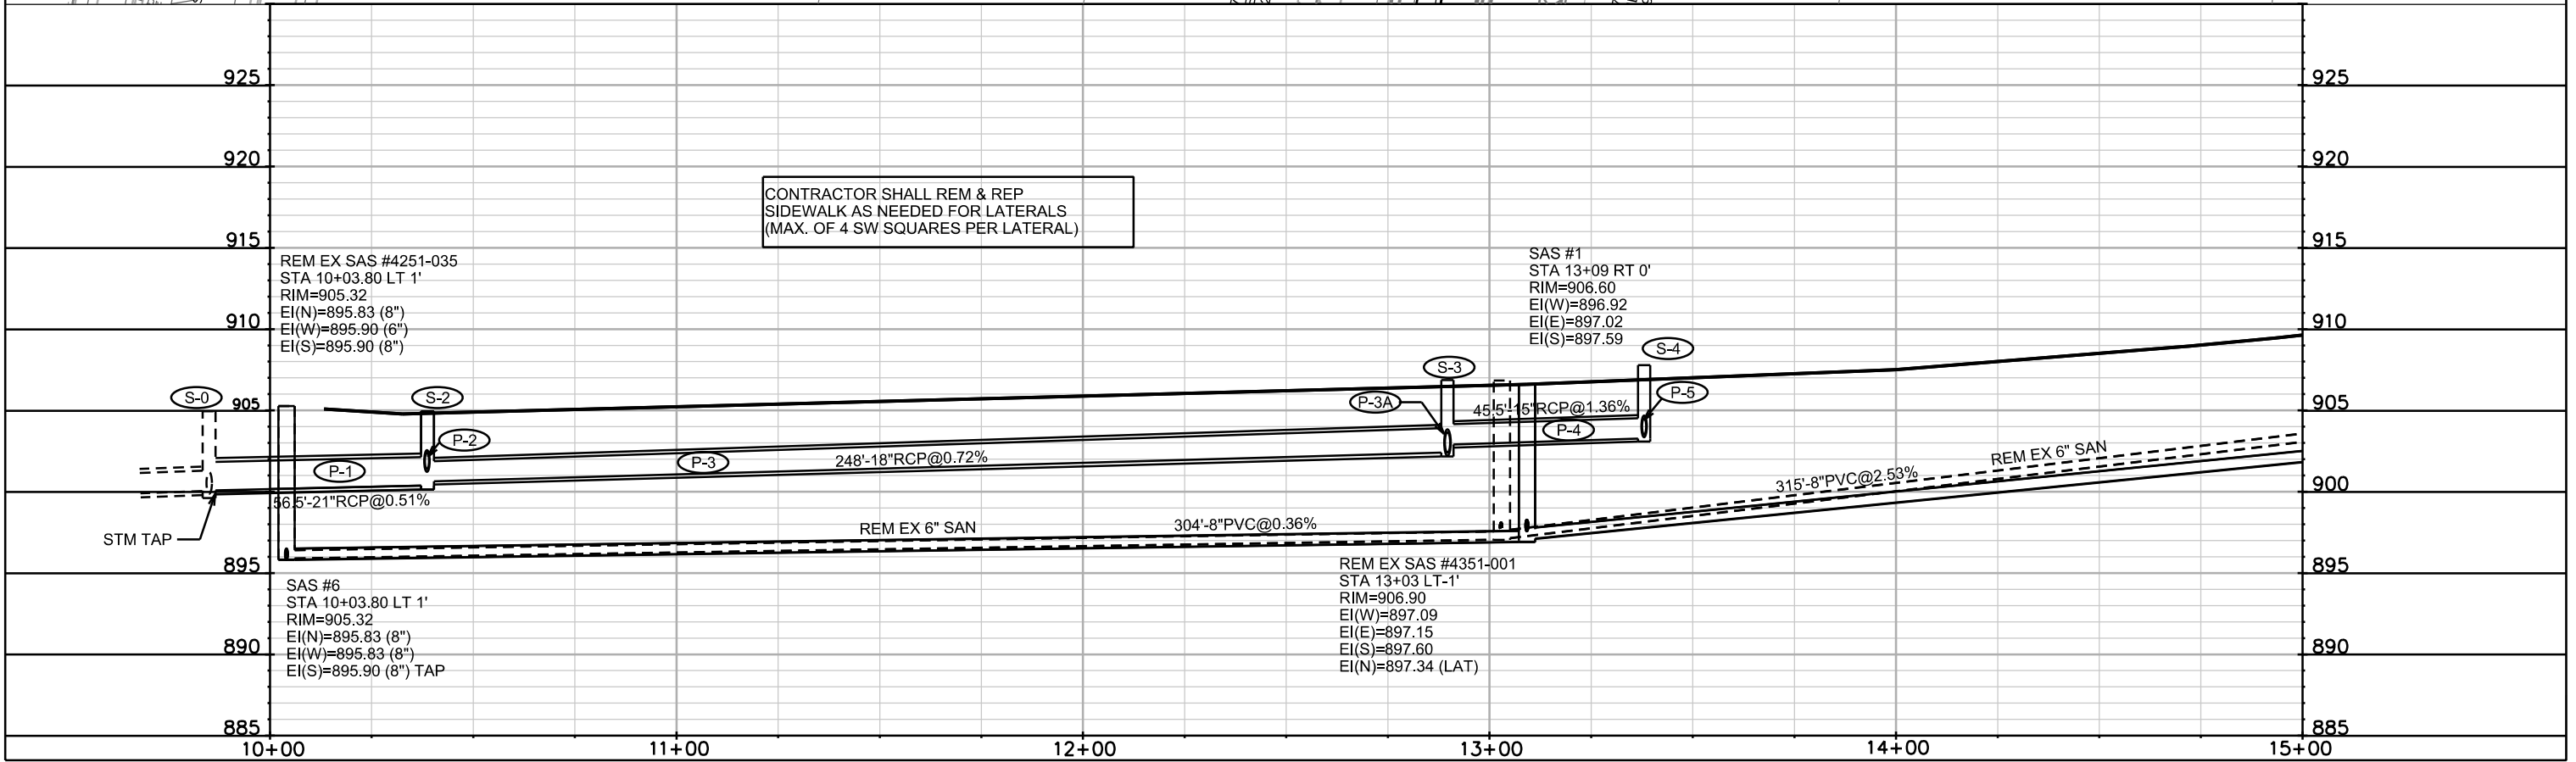 925
925
920
920
CONTRACTOR SHALL REM & REP
SIDEWALK AS NEEDED FOR LATERALS
(MAX. OF 4 SW SQUARES PER LATERAL)
915
915
REM EX SAS #4251-035
STA 10+03.80 LT 1'
RIM=905.32
EI(N)=895.83 (8")
EI(W)=895.90 (6")
EI(S)=895.90 (8")
SAS #1
STA 13+09 RT 0'
RIM=906.60
EI(W)=896.92
EI(E)=897.02
EI(S)=897.59
910
910
S-4
S-3
S-0
S-2
P-3A
P-5
905
905
45.5'-15"RCP@1.36%
P-4
P-2
P-1
P-3
248'-18"RCP@0.72%
REM EX 6" SAN
315'-8"PVC@2.53%
900
900
56.5'-21"RCP@0.51%
STM TAP
REM EX 6" SAN
304'-8"PVC@0.36%
895
895
SAS #6
STA 10+03.80 LT 1'
RIM=905.32
EI(N)=895.83 (8")
EI(W)=895.83 (8")
EI(S)=895.90 (8") TAP
REM EX SAS #4351-001
STA 13+03 LT-1'
RIM=906.90
EI(W)=897.09
EI(E)=897.15
EI(S)=897.60
EI(N)=897.34 (LAT)
890
890
885
885
10+00
11+00
12+00
13+00
14+00
15+00